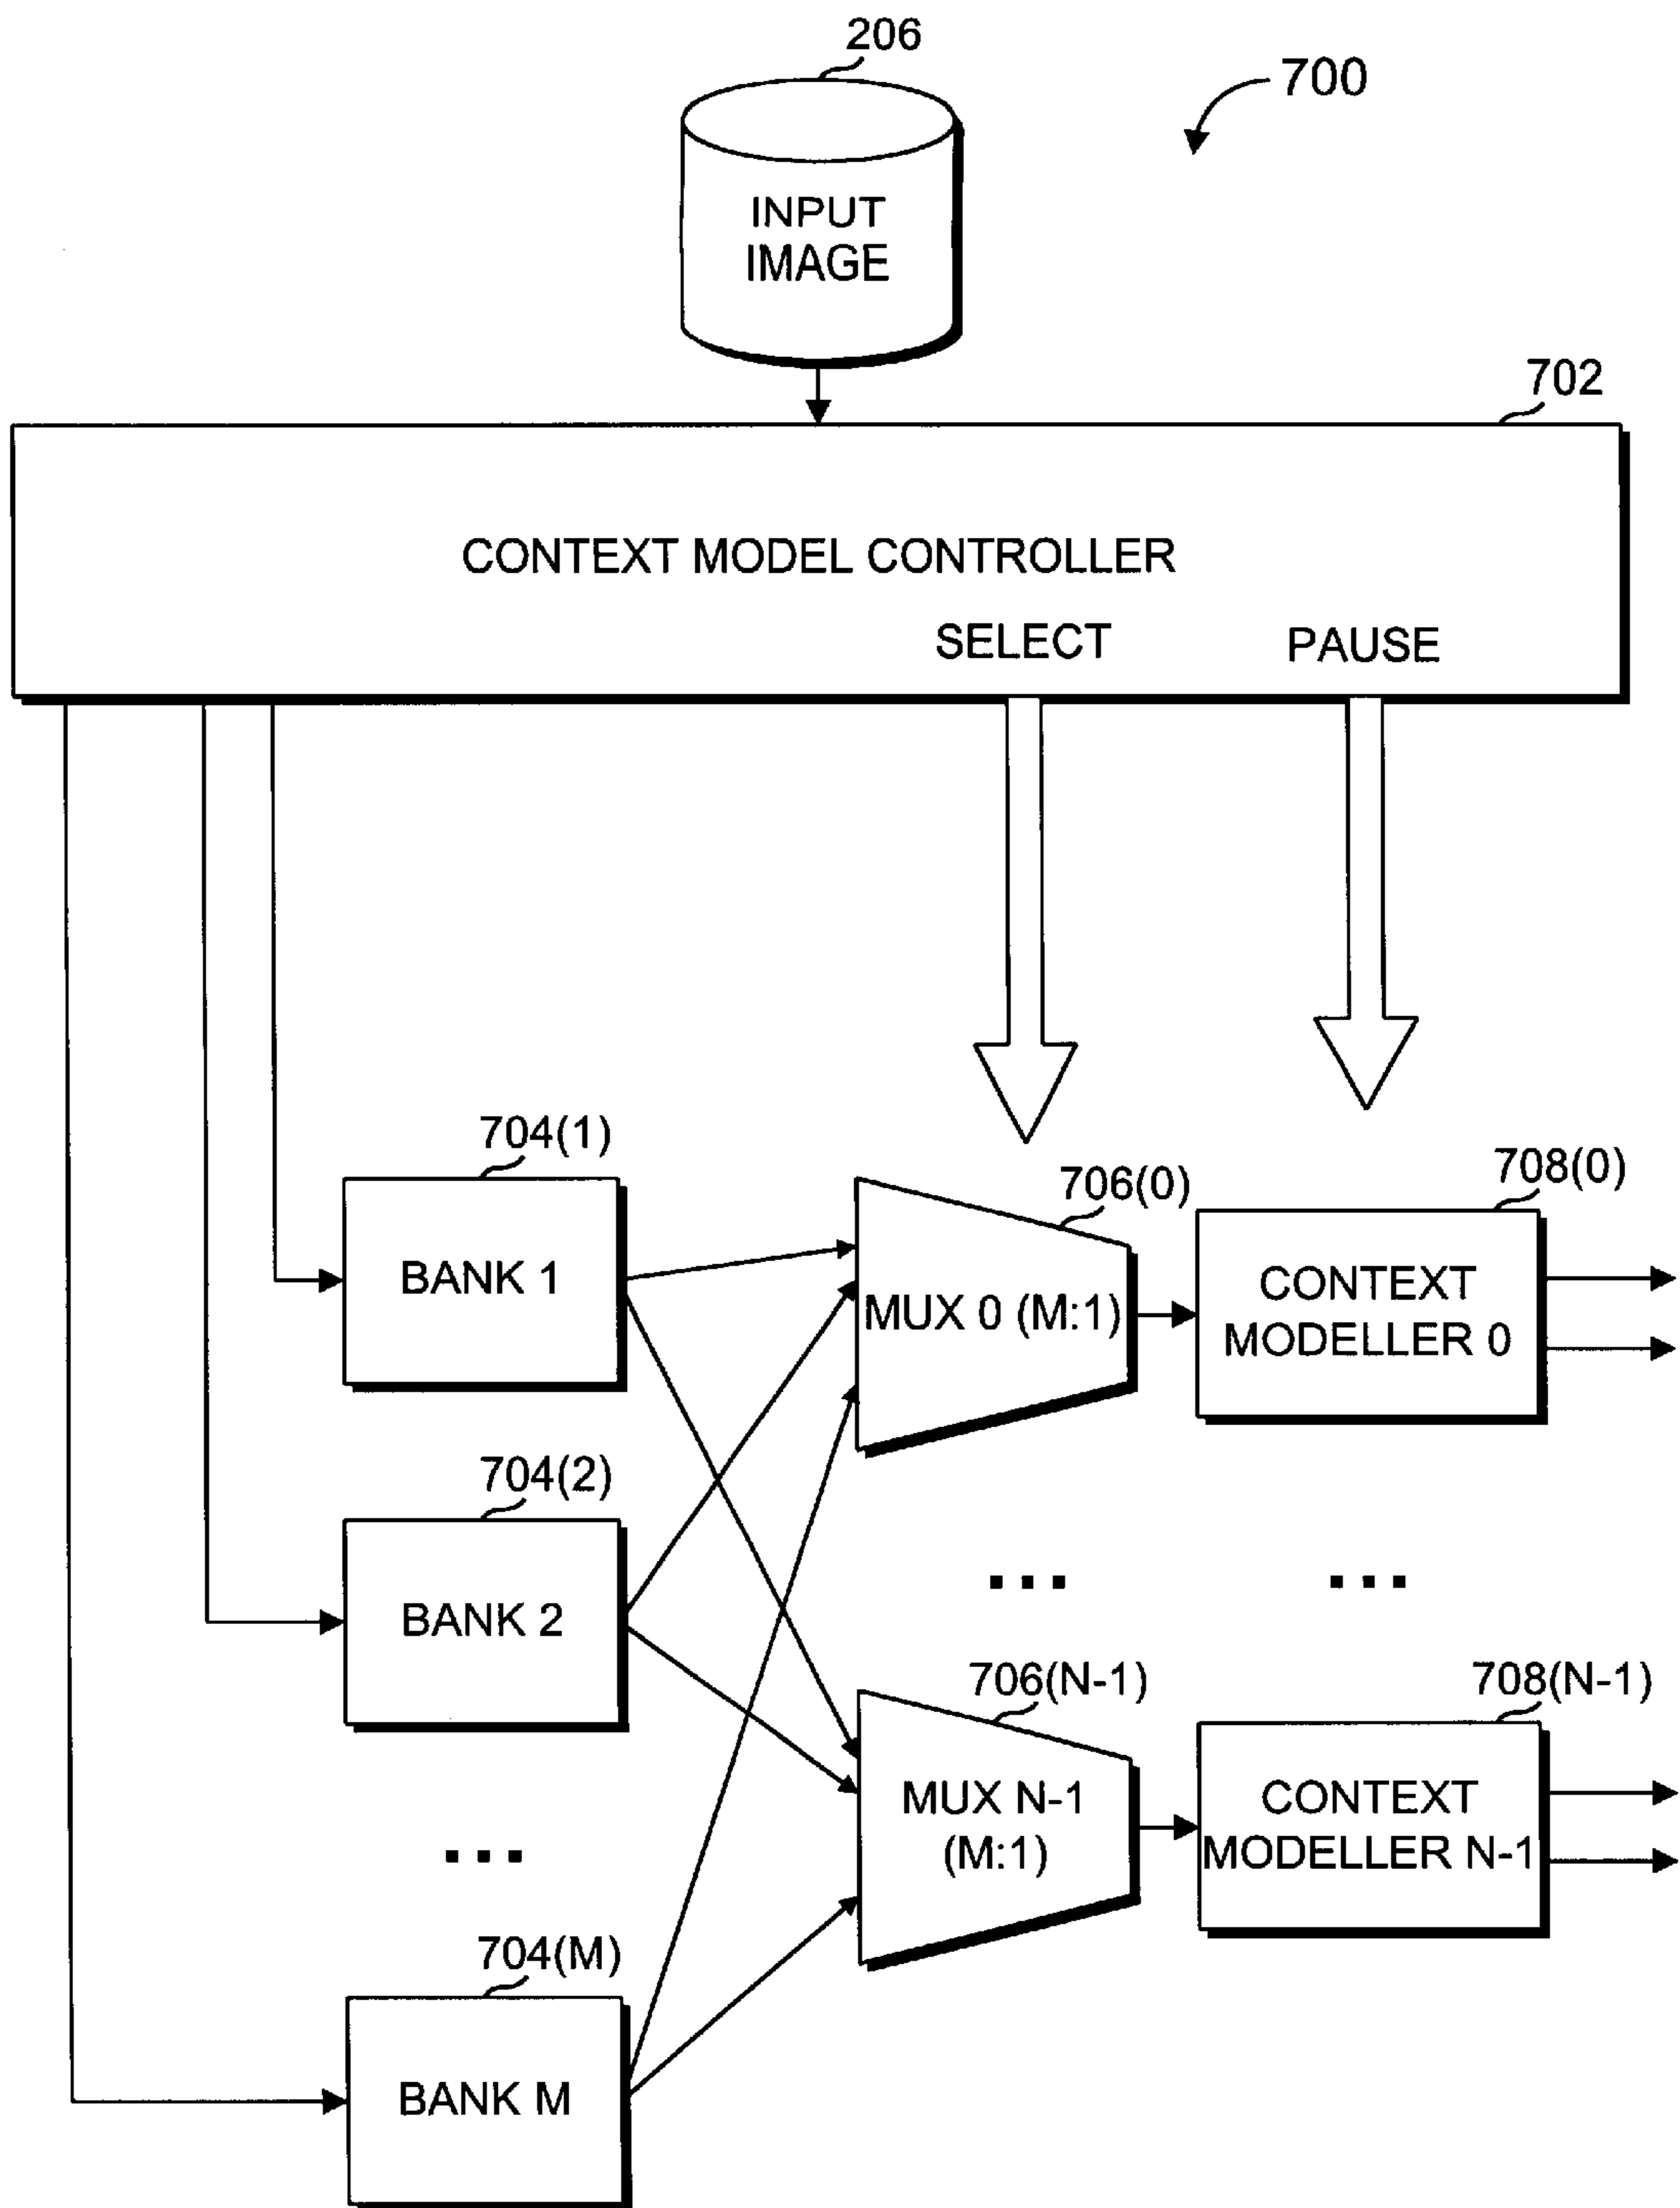 206
700
INPUT
IMAGE
702
CONTEXT MODEL CONTROLLER
SELECT
PAUSE
704(1)
706(0)
708(0)
BANK 1
MUX 0 (M:1)
CONTEXT
MODELLER 0
704(2)
BANK 2
...
...
706(N-1)
708(N-1)
MUX N-1
(M:1)
CONTEXT
MODELLER N-1
...
704(M)
BANK M